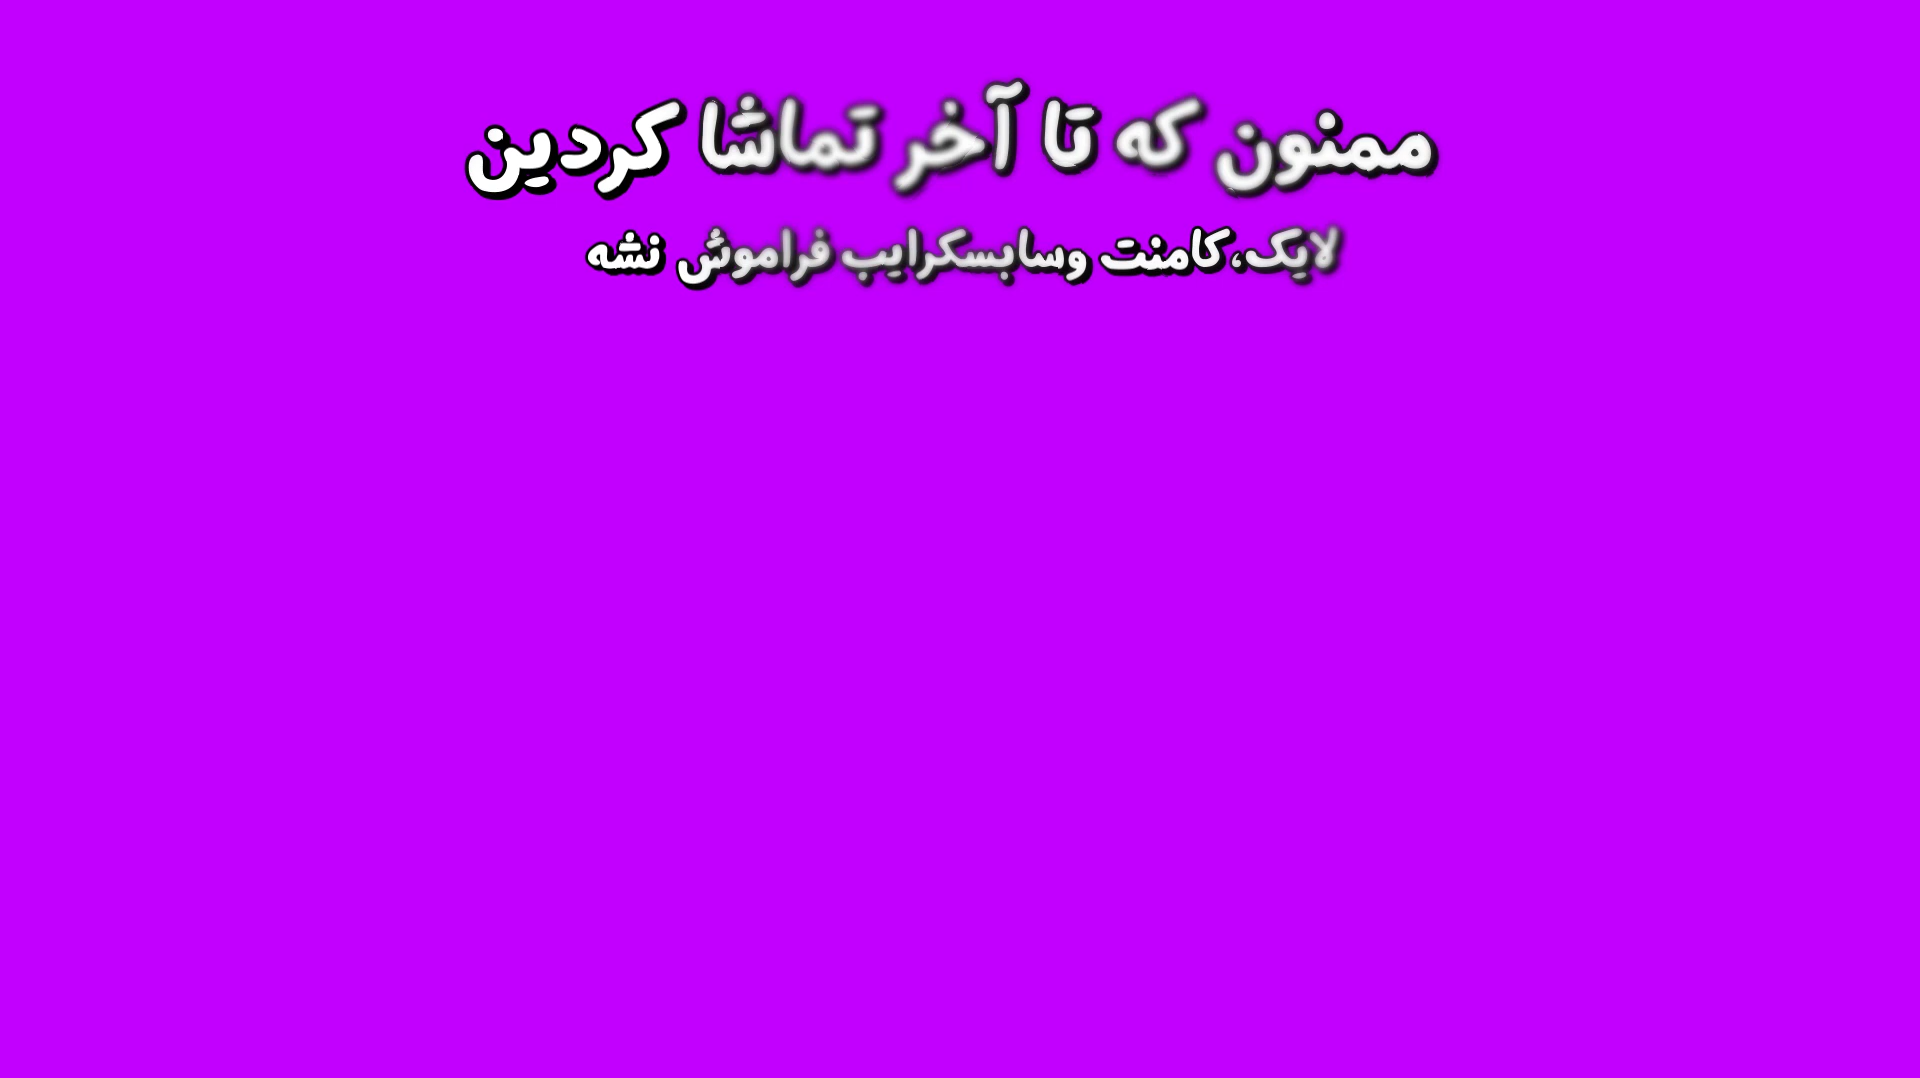 ممنون که تا آخر تماشا کردین
لایک،کامنت وسابسکرایب فراموش نشه